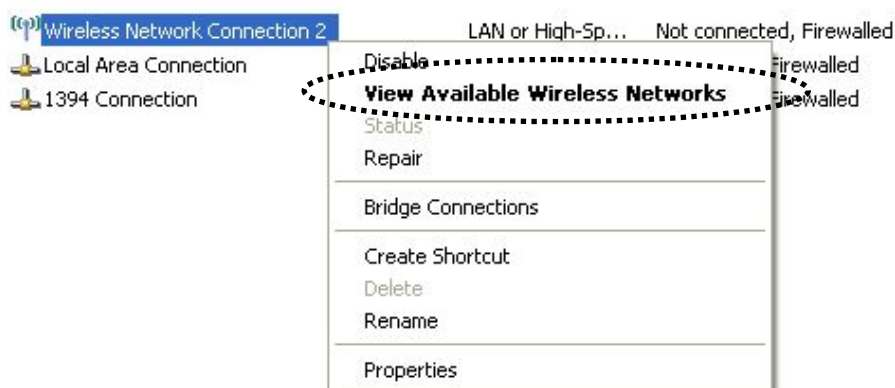 Wireless Network Connection 2 LAN or High-Sp... Not connected, Firewalled
Local Area Connection Firewalled
1394 Connection Firewalled
Disable
View Available Wireless Networks
Status
Repair
Bridge Connections
Create Shortcut
Delete
Rename
Properties